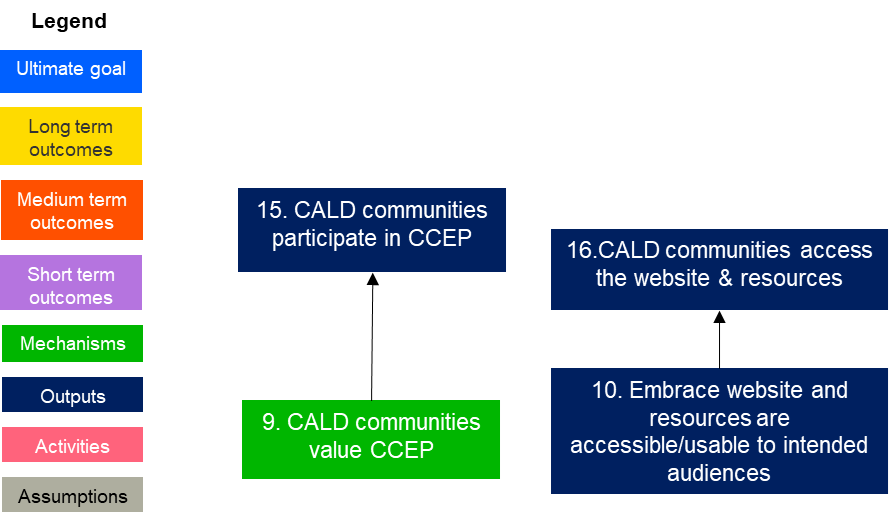 Legend
Ultimate goal
Long term
outcomes
Medium term
outcomes
Short term
outcomes
Mechanisms
Outputs
Activities
Assumptions
15. CALD communities
participate in CCEP
9. CALD communities
value CCEP
16.CALD communities access
the website & resources
10. Embrace website and
resources are
accessible/usable to intended
audiences